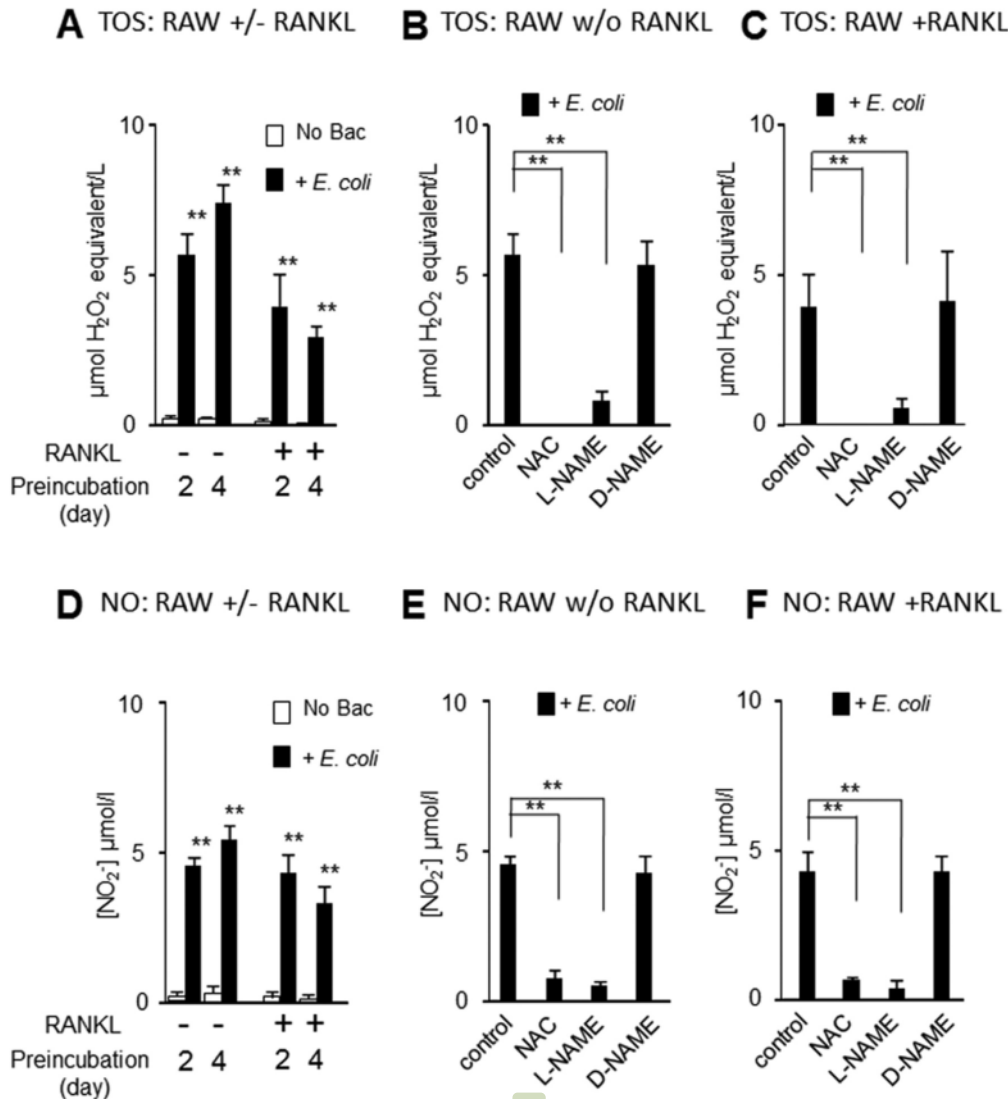 A TOS: RAW +/- RANKL
10
5
0
µmol H₂O₂ equivalent/L
No Bac
+ E. coli
**
**
**
**
RANKL - - + +
Preincubation 2 4 2 4
(day)
B TOS: RAW w/o RANKL
+ E. coli
10
5
0
µmol H₂O₂ equivalent/L
**
**
control
NAC
L-NAME
D-NAME
C TOS: RAW +RANKL
+ E. coli
10
5
0
µmol H₂O₂ equivalent/L
**
**
control
NAC
L-NAME
D-NAME
D NO: RAW +/- RANKL
10
5
0
[NO₂⁻] µmol/l
No Bac
+ E. coli
**
**
**
**
RANKL - - + +
Preincubation 2 4 2 4
(day)
E NO: RAW w/o RANKL
+ E. coli
10
5
0
[NO₂⁻] µmol/l
**
**
control
NAC
L-NAME
D-NAME
F NO: RAW +RANKL
+ E. coli
10
5
0
[NO₂⁻] µmol/l
**
**
control
NAC
L-NAME
D-NAME